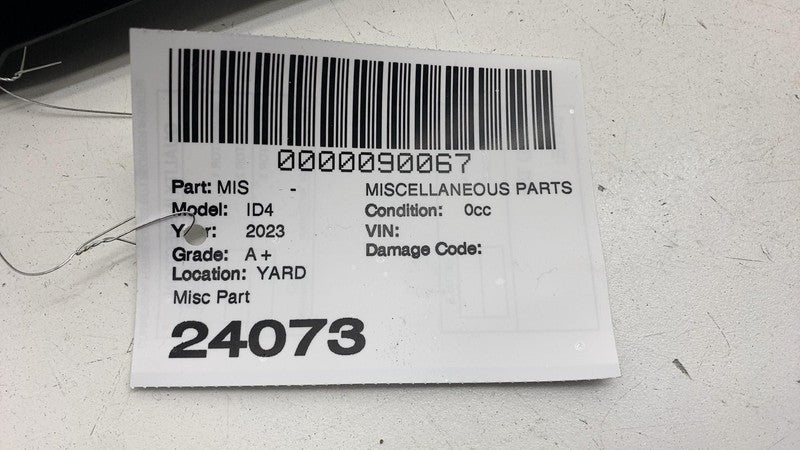 0000090067
Part: MIS - MISCELLANEOUS PARTS
Model: ID4 Condition: 0cc
Year: 2023 VIN:
Grade: A+ Damage Code:
Location: YARD
Misc Part
24073